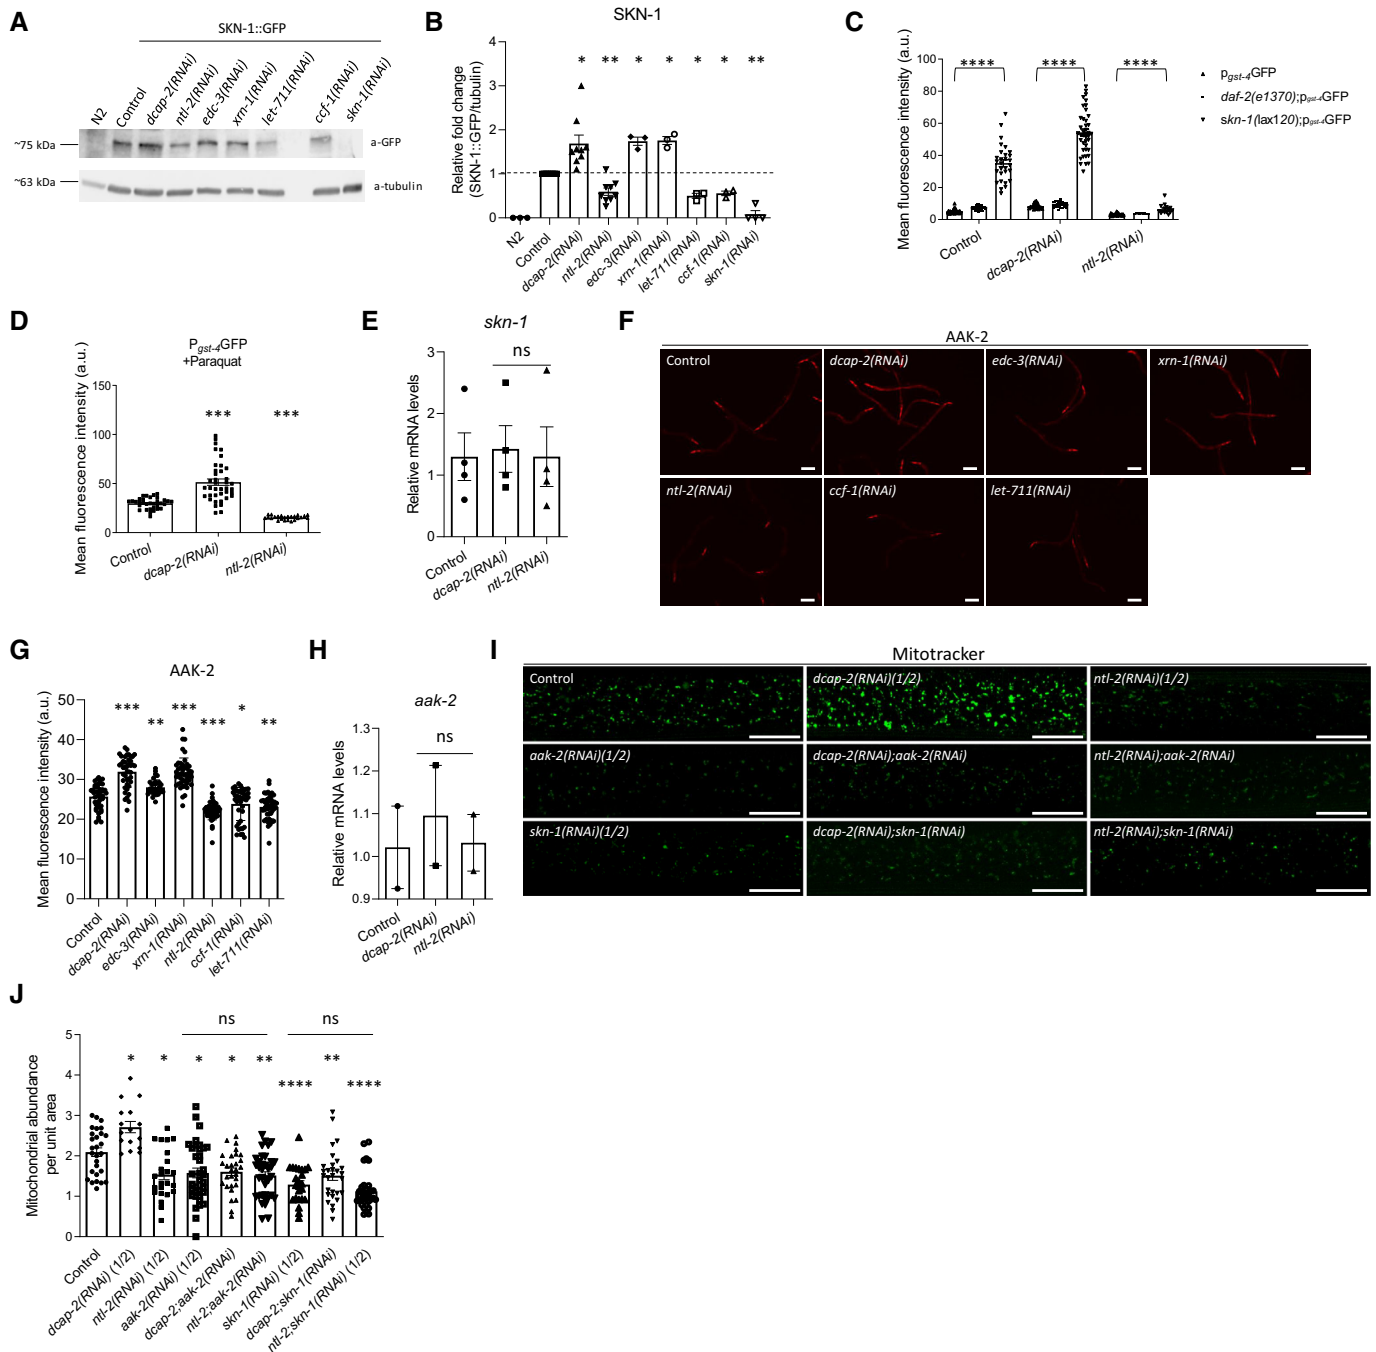 A
SKN-1::GFP
N2
Control
dcap-2(RNAi)
ntl-2(RNAi)
edc-3(RNAi)
xrn-1(RNAi)
let-711(RNAi)
ccf-1(RNAi)
skn-1(RNAi)
~75 kDa
a-GFP
~63 kDa
a-tubulin
B
SKN-1
Relative fold change
(SKN-1::GFP/tubulin)
4
3
2
1
0
* ** * * * * **
N2
Control
dcap-2(RNAi)
ntl-2(RNAi)
edc-3(RNAi)
xrn-1(RNAi)
let-711(RNAi)
ccf-1(RNAi)
skn-1(RNAi)
C
Mean fluorescence intensity (a.u.)
100
80
60
40
20
0
**** **** ****
Control
dcap-2(RNAi)
ntl-2(RNAi)
pgst-4GFP
daf-2(e1370);pgst-4GFP
skn-1(lax120);pgst-4GFP
D
Pgst-4GFP
+Paraquat
Mean fluorescence intensity (a.u.)
150
100
50
0
*** ***
Control
dcap-2(RNAi)
ntl-2(RNAi)
E
skn-1
ns
Relative mRNA levels
3
2
1
0
Control
dcap-2(RNAi)
ntl-2(RNAi)
F
AAK-2
Control
dcap-2(RNAi)
edc-3(RNAi)
xrn-1(RNAi)
ntl-2(RNAi)
ccf-1(RNAi)
let-711(RNAi)
G
AAK-2
Mean fluorescence intensity (a.u.)
50
40
30
20
10
0
*** ** *** *** * **
Control
dcap-2(RNAi)
edc-3(RNAi)
xrn-1(RNAi)
ntl-2(RNAi)
ccf-1(RNAi)
let-711(RNAi)
H
aak-2
ns
Relative mRNA levels
1.3
1.2
1.1
1.0
0.9
Control
dcap-2(RNAi)
ntl-2(RNAi)
I
Mitotracker
Control
dcap-2(RNAi)(1/2)
ntl-2(RNAi)(1/2)
aak-2(RNAi)(1/2)
dcap-2(RNAi);aak-2(RNAi)
ntl-2(RNAi);aak-2(RNAi)
skn-1(RNAi)(1/2)
dcap-2(RNAi);skn-1(RNAi)
ntl-2(RNAi);skn-1(RNAi)
J
ns ns
Mitochondrial abundance
per unit area
5
4
3
2
1
0
* * * * ** **** ** ****
Control
dcap-2(RNAi) (1/2)
ntl-2(RNAi) (1/2)
aak-2(RNAi) (1/2)
dcap-2;aak-2(RNAi)
ntl-2;aak-2(RNAi)
skn-1(RNAi) (1/2)
dcap-2;skn-1(RNAi)
ntl-2;skn-1(RNAi) (1/2)